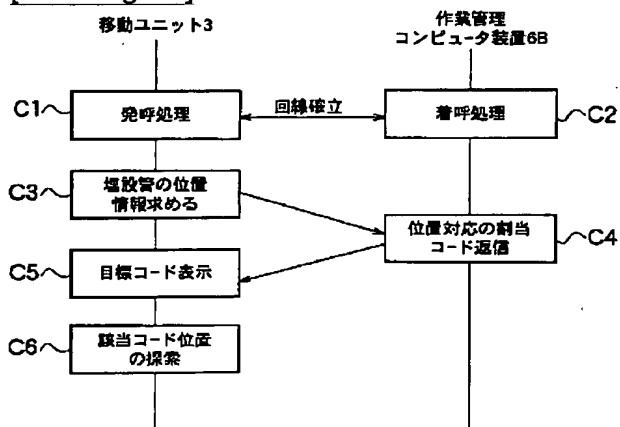 移動ユニット3
作業管理
コンピュータ装置6B
C1
発呼処理
回線確立
着呼処理
C2
C3
埋設管の位置
情報求める
位置対応の割当
コード返信
C4
C5
目標コード表示
C6
該当コード位置
の探索